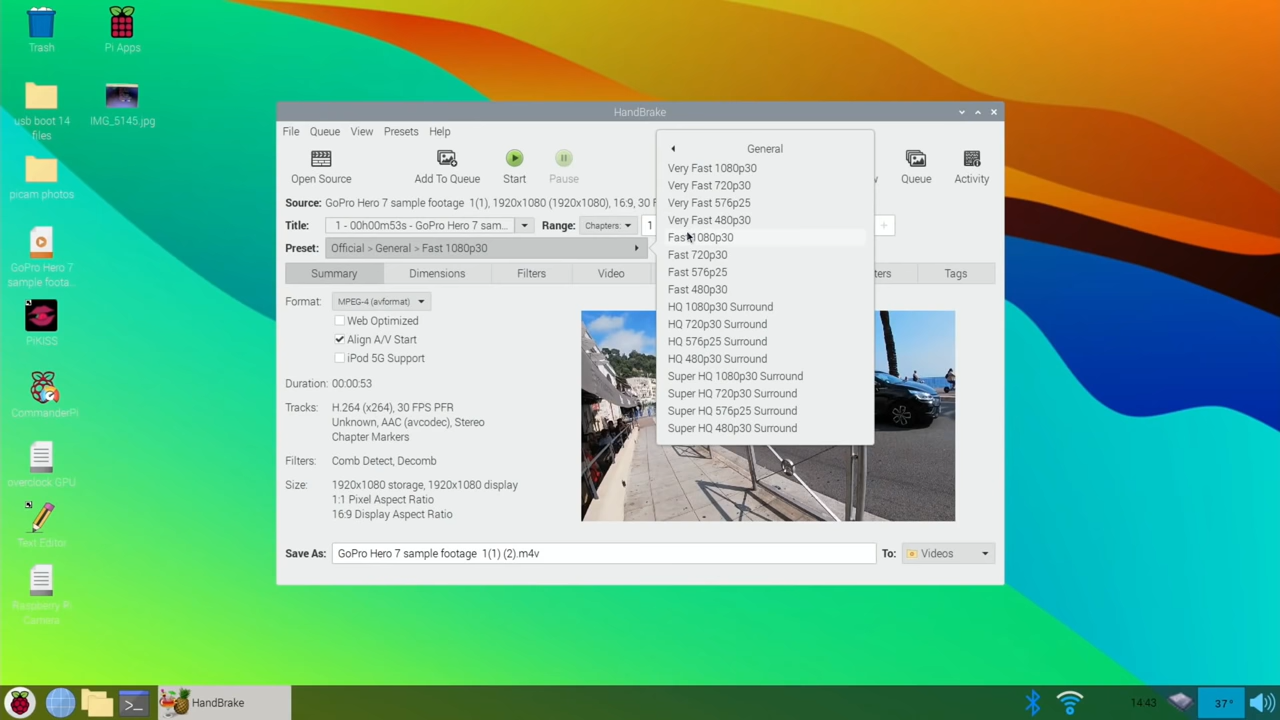 Trash
Pi Apps
usb boot 14
files
IMG_5145.jpg
picam photos
GoPro Hero 7
sample foota...
PiKISS
CommanderPi
overclock GPU
Text Editor
Raspberry Pi
Camera
HandBrake
File Queue View Presets Help
Open Source
Add To Queue
Start
Pause
Queue
Activity
Source: GoPro Hero 7 sample footage 1(1), 1920x1080 (1920x1080), 16:9, 30 F
Title: 1 - 00h00m53s - GoPro Hero 7 sam... Range: Chapters: 1
Preset: Official > General > Fast 1080p30
Summary Dimensions Filters Video Tags
General
Very Fast 1080p30
Very Fast 720p30
Very Fast 576p25
Very Fast 480p30
Fast 1080p30
Fast 720p30
Fast 576p25
Fast 480p30
HQ 1080p30 Surround
HQ 720p30 Surround
HQ 576p25 Surround
HQ 480p30 Surround
Super HQ 1080p30 Surround
Super HQ 720p30 Surround
Super HQ 576p25 Surround
Super HQ 480p30 Surround
Format: MPEG-4 (avformat)
Web Optimized
Align A/V Start
iPod 5G Support
Duration: 00:00:53
Tracks: H.264 (x264), 30 FPS PFR
Unknown, AAC (avcodec), Stereo
Chapter Markers
Filters: Comb Detect, Decomb
Size: 1920x1080 storage, 1920x1080 display
1:1 Pixel Aspect Ratio
16:9 Display Aspect Ratio
Save As: GoPro Hero 7 sample footage 1(1) (2).m4v To: Videos
HandBrake
14:43
37°